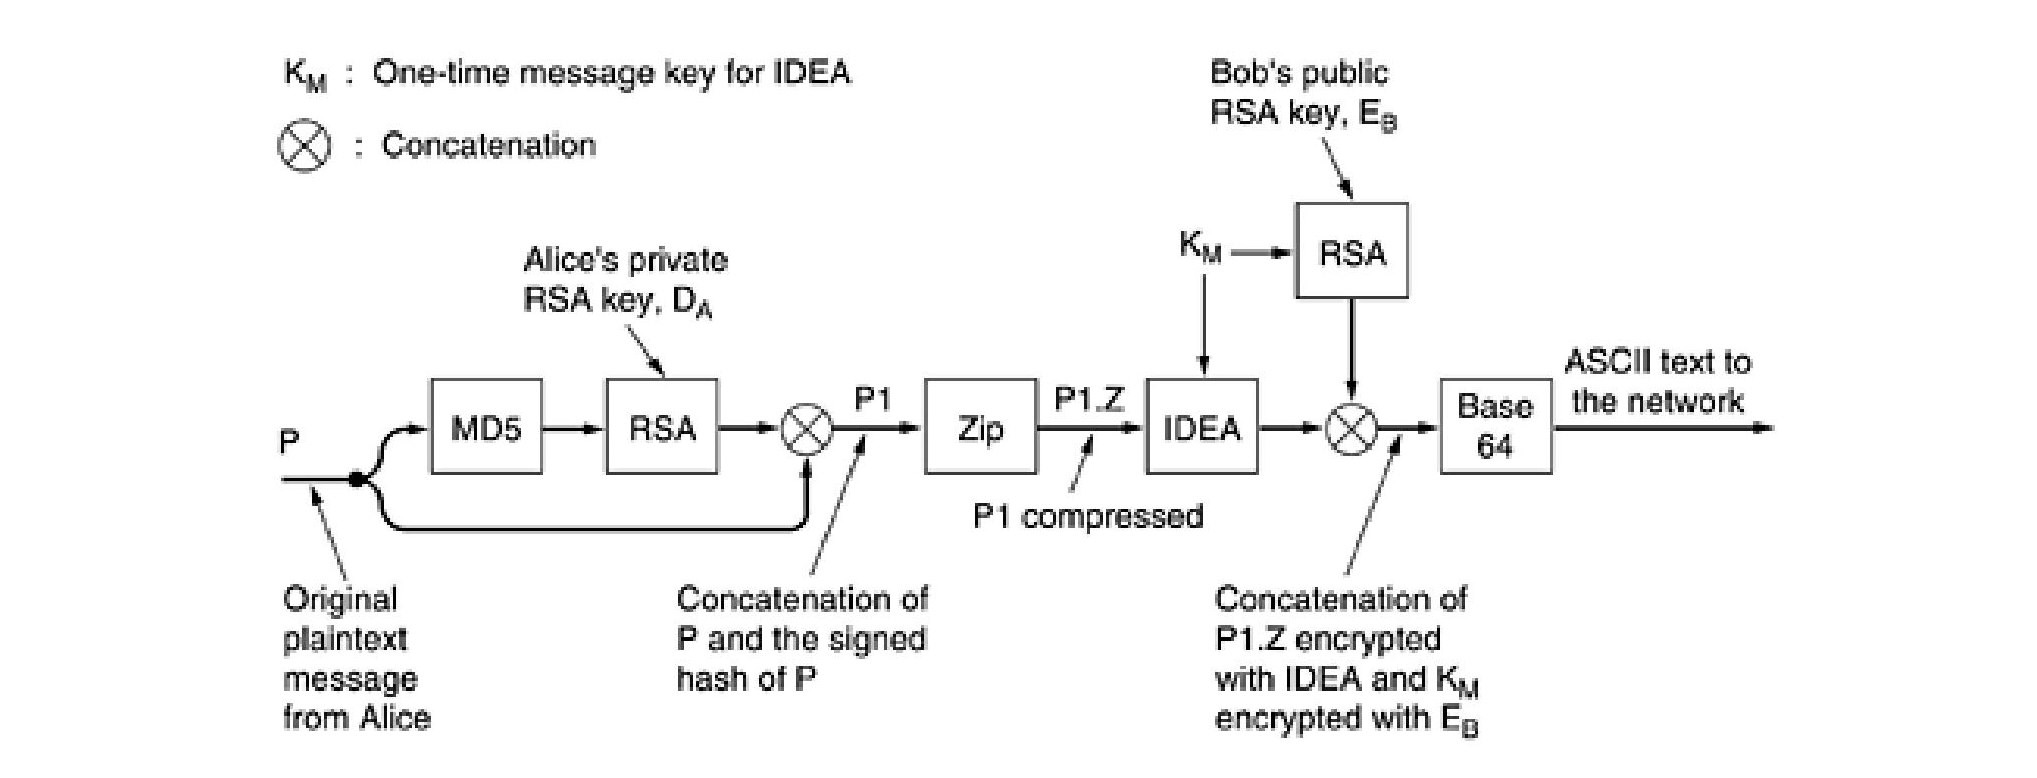 K_M : One-time message key for IDEA
: Concatenation
Bob's public
RSA key, E_B
K_M
RSA
Alice's private
RSA key, D_A
P
MD5
RSA
P1
Zip
P1.Z
IDEA
Base
64
ASCII text to
the network
P1 compressed
Original
plaintext
message
from Alice
Concatenation of
P and the signed
hash of P
Concatenation of
P1.Z encrypted
with IDEA and K_M
encrypted with E_B